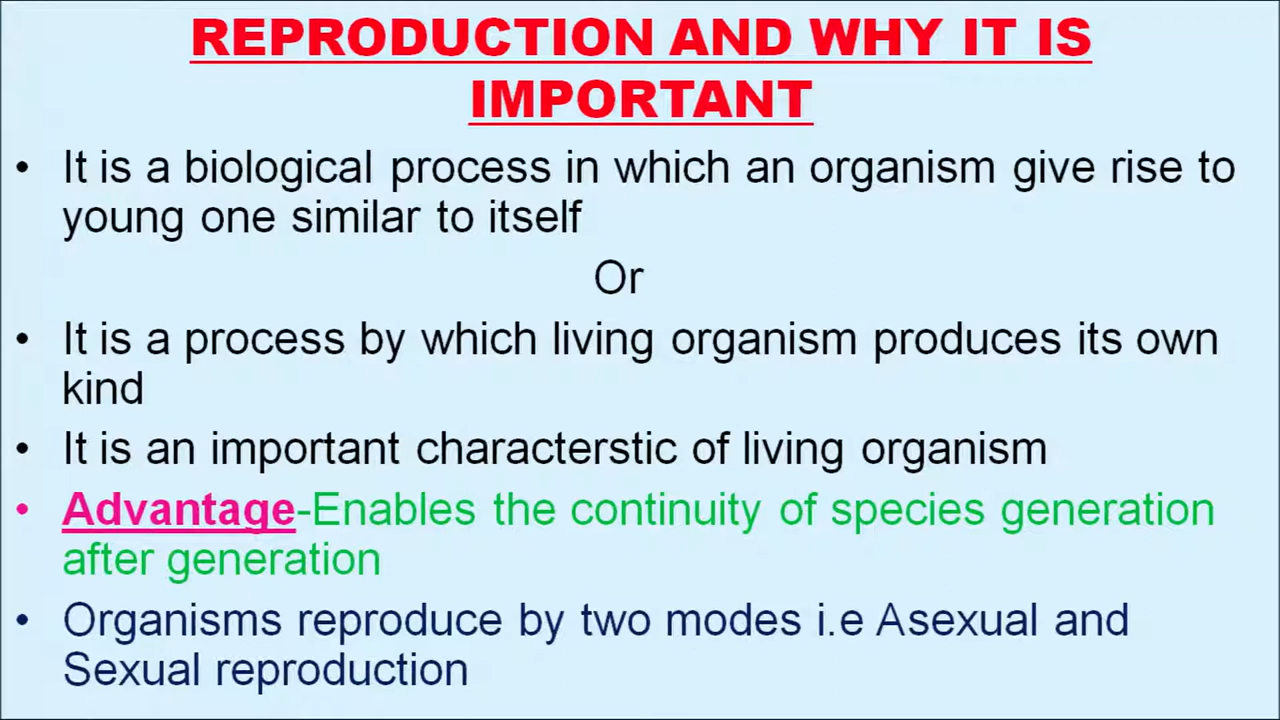 REPRODUCTION AND WHY IT IS
IMPORTANT
• It is a biological process in which an organism give rise to
young one similar to itself
Or
• It is a process by which living organism produces its own
kind
• It is an important characterstic of living organism
• Advantage-Enables the continuity of species generation
after generation
• Organisms reproduce by two modes i.e Asexual and
Sexual reproduction